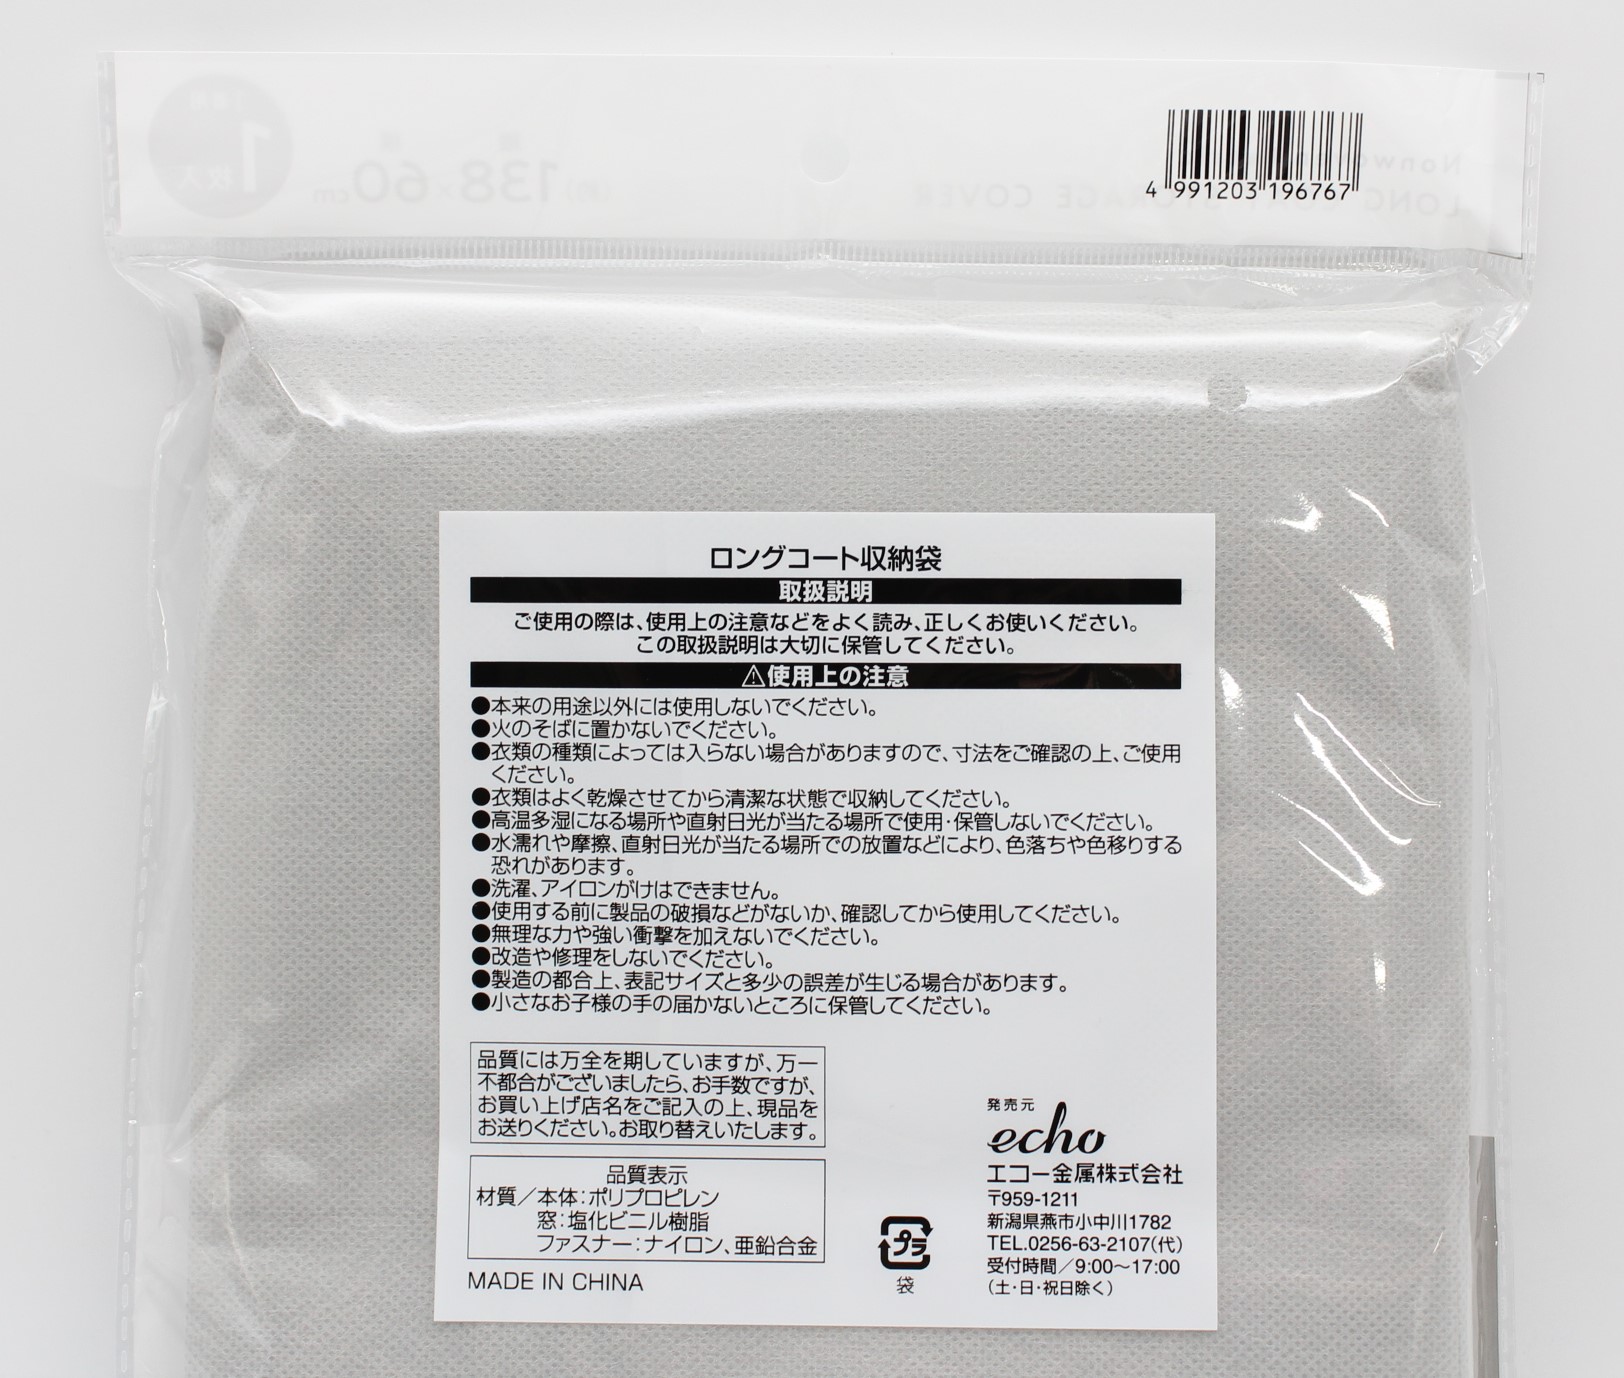 4 991203 196767
(約) 138×60cm
LONG COAT STORAGE COVER
ロングコート収納袋
取扱説明
ご使用の際は、使用上の注意などをよく読み、正しくお使いください。
この取扱説明は大切に保管してください。
⚠使用上の注意
●本来の用途以外には使用しないでください。
●火のそばに置かないでください。
●衣類の種類によっては入らない場合がありますので、寸法をご確認の上、ご使用
ください。
●衣類はよく乾燥させてから清潔な状態で収納してください。
●高温多湿になる場所や直射日光が当たる場所で使用・保管しないでください。
●水濡れや摩擦、直射日光が当たる場所での放置などにより、色落ちや色移りする
恐れがあります。
●洗濯、アイロンがけはできません。
●使用する前に製品の破損などがないか、確認してから使用してください。
●無理な力や強い衝撃を加えないでください。
●改造や修理をしないでください。
●製造の都合上、表記サイズと多少の誤差が生じる場合があります。
●小さなお子様の手の届かないところに保管してください。
品質には万全を期していますが、万一
不都合がございましたら、お手数ですが、
お買い上げ店名をご記入の上、現品を
お送りください。お取り替えいたします。
品質表示
材質／本体：ポリプロピレン
窓：塩化ビニル樹脂
ファスナー：ナイロン、亜鉛合金
MADE IN CHINA
プラ
袋
発売元
echo
エコー金属株式会社
〒959-1211
新潟県燕市小中川1782
TEL.0256-63-2107(代)
受付時間／9:00〜17:00
(土・日・祝日除く)